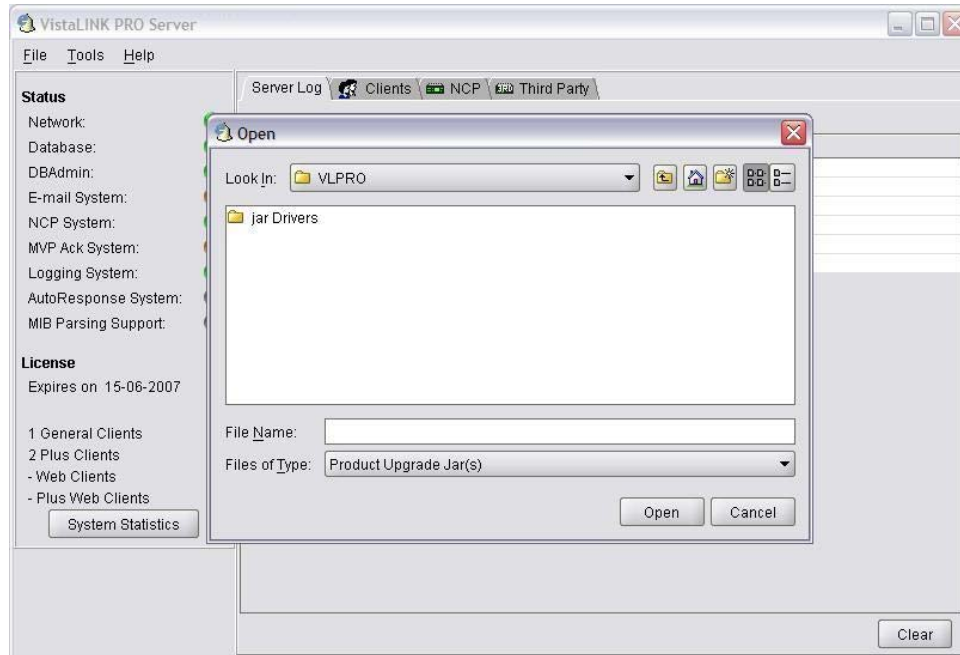 VistaLINK PRO Server
File Tools Help
Status
Network:
Database:
DBAdmin:
E-mail System:
NCP System:
MVP Ack System:
Logging System:
AutoResponse System:
MIB Parsing Support:
License
Expires on 15-06-2007
1 General Clients
2 Plus Clients
- Web Clients
- Plus Web Clients
System Statistics
Server Log Clients NCP Third Party
Open
Look In: VLPRO
jar Drivers
File Name:
Files of Type: Product Upgrade Jar(s)
Open Cancel
Clear